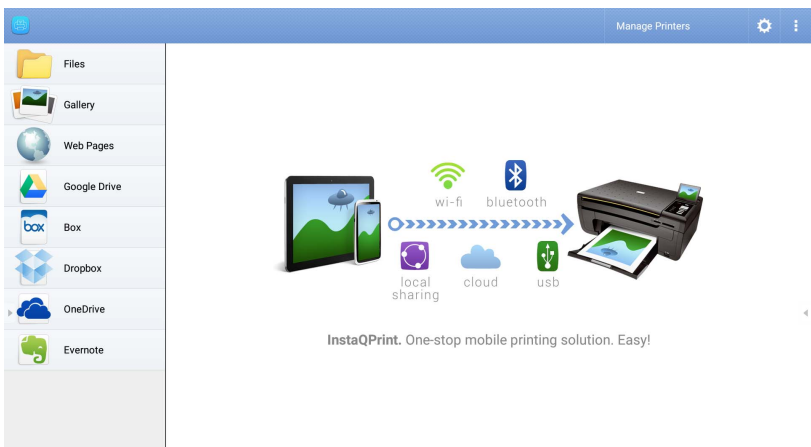 Manage Printers
Files
Gallery
Web Pages
Google Drive
box
Box
Dropbox
OneDrive
Evernote
wi-fi
bluetooth
local
sharing
cloud
usb
InstaQPrint. One-stop mobile printing solution. Easy!